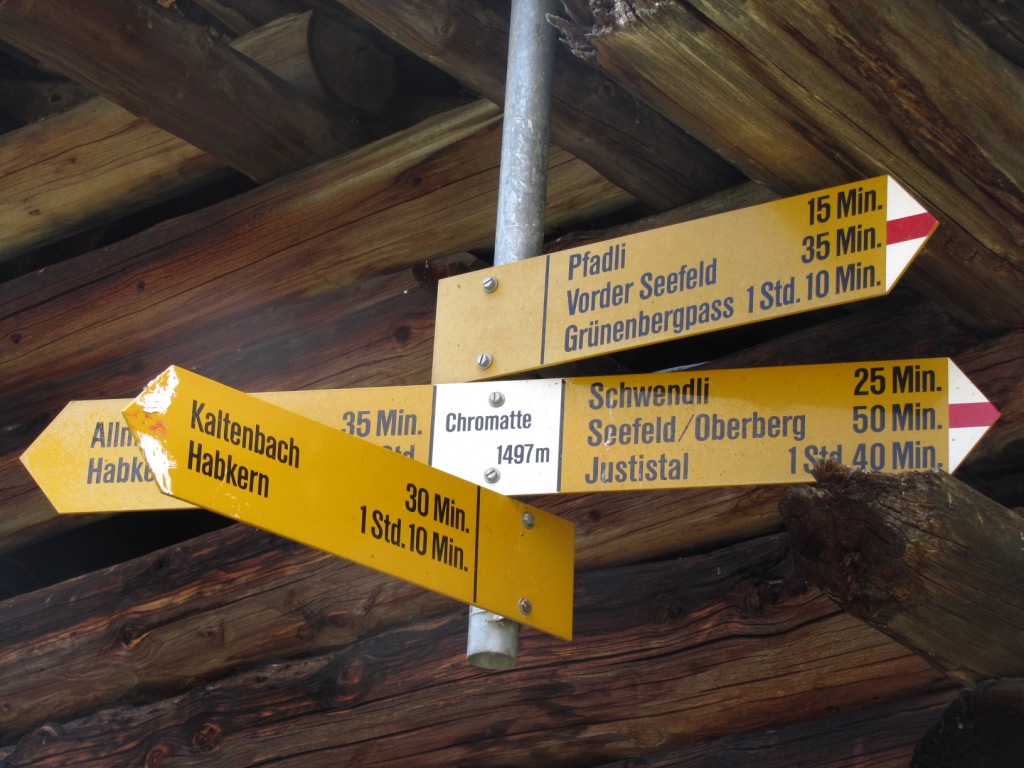 Pfadli 15 Min.
Vorder Seefeld 35 Min.
Grünenbergpass 1 Std. 10 Min.
Chromatte
1497m
Schwendli 25 Min.
Seefeld/Oberberg 50 Min.
Justistal 1 Std. 40 Min.
35 Min.
Kaltenbach 30 Min.
Habkern 1 Std. 10 Min.